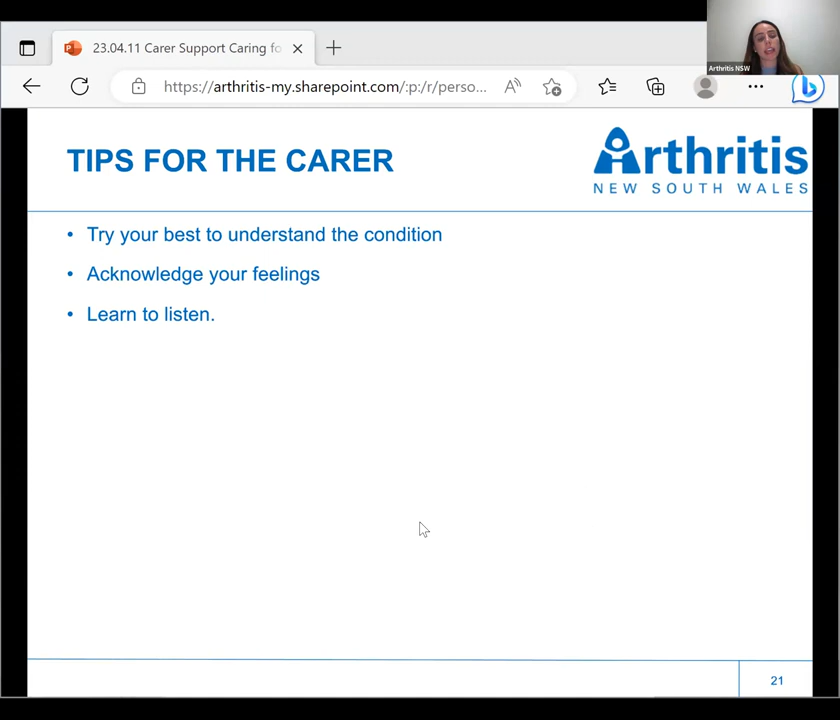 23.04.11 Carer Support Caring fo
https://arthritis-my.sharepoint.com/:p:/r/perso...
Arthritis NSW
TIPS FOR THE CARER
Arthritis
NEW SOUTH WALES
• Try your best to understand the condition
• Acknowledge your feelings
• Learn to listen.
21